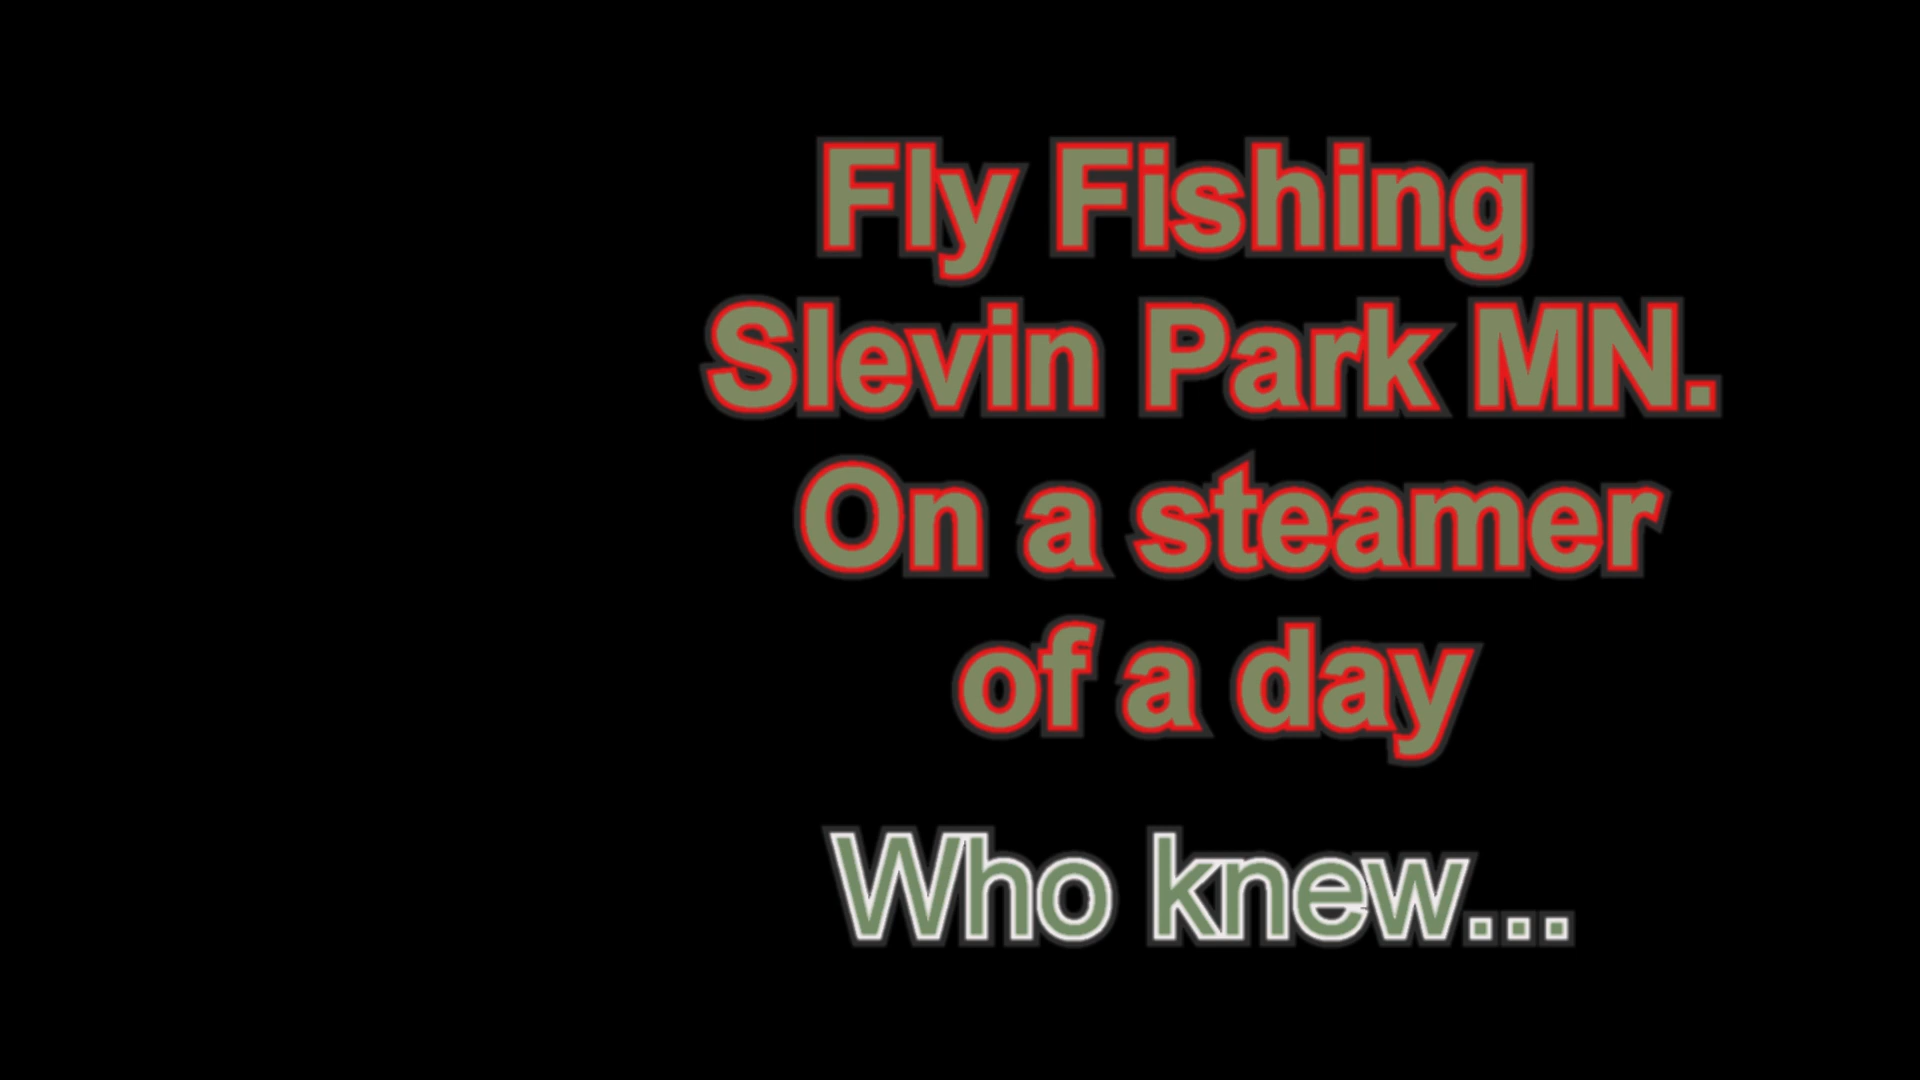 Fly Fishing
Slevin Park MN.
On a steamer
of a day
Who knew...